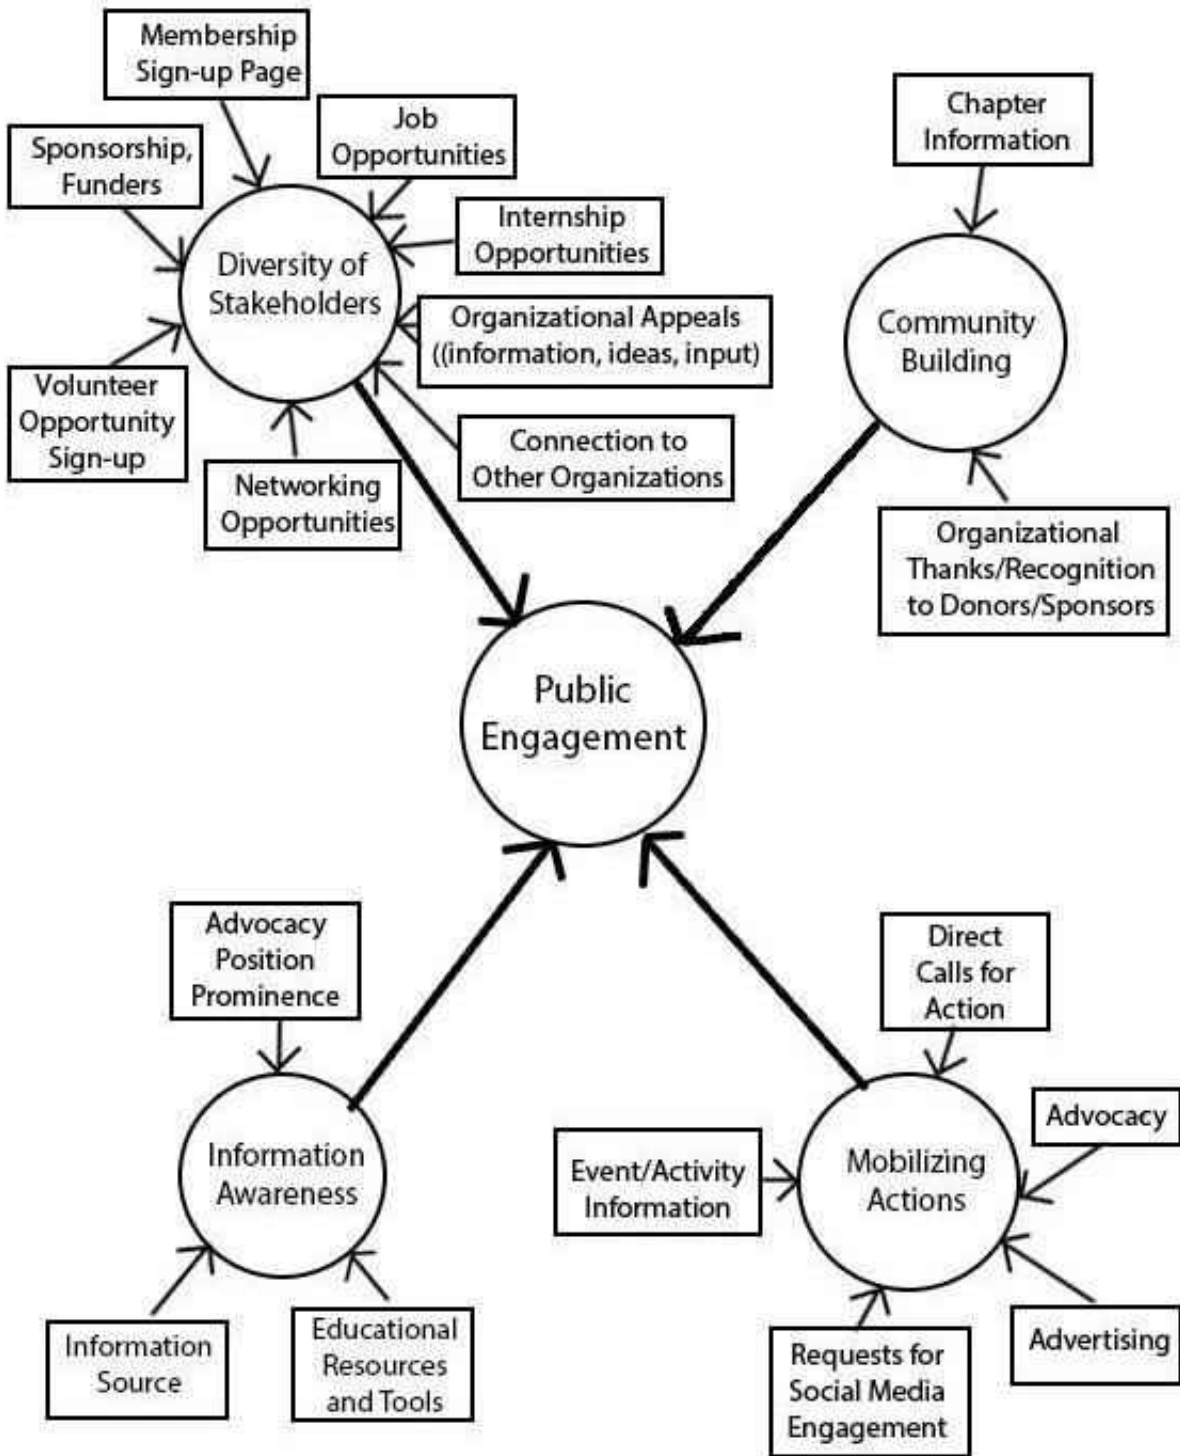 Membership
Sign-up Page
Job
Opportunities
Sponsorship,
Funders
Internship
Opportunities
Diversity of
Stakeholders
Organizational Appeals
((information, ideas, input)
Volunteer
Opportunity
Sign-up
Connection to
Other Organizations
Networking
Opportunities
Chapter
Information
Community
Building
Organizational
Thanks/Recognition
to Donors/Sponsors
Public
Engagement
Advocacy
Position
Prominence
Information
Awareness
Information
Source
Educational
Resources
and Tools
Direct
Calls for
Action
Advocacy
Event/Activity
Information
Mobilizing
Actions
Advertising
Requests for
Social Media
Engagement